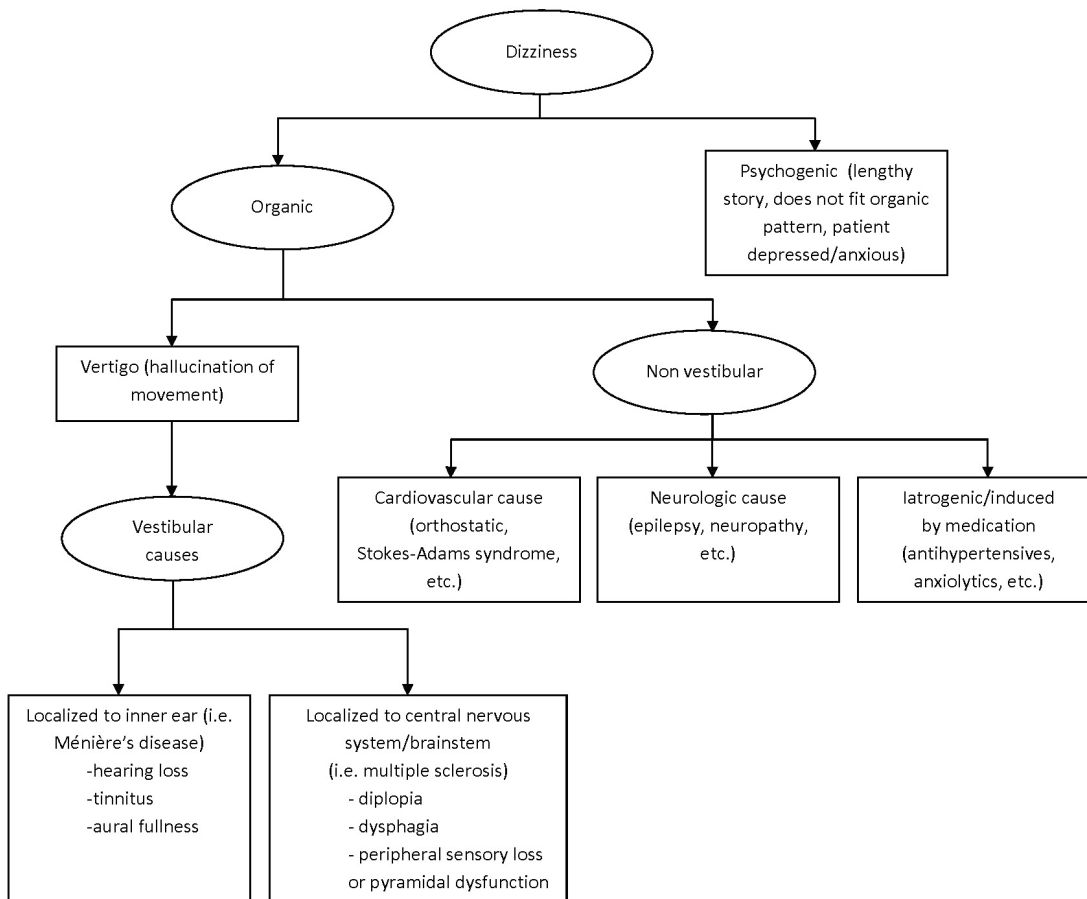 Dizziness
Organic
Psychogenic (lengthy
story, does not fit organic
pattern, patient
depressed/anxious)
Vertigo (hallucination of
movement)
Non vestibular
Vestibular
causes
Cardiovascular cause
(orthostatic,
Stokes-Adams syndrome,
etc.)
Neurologic cause
(epilepsy, neuropathy,
etc.)
Iatrogenic/induced
by medication
(antihypertensives,
anxiolytics, etc.)
Localized to inner ear (i.e.
Ménière’s disease)
-hearing loss
-tinnitus
-aural fullness
Localized to central nervous
system/brainstem
(i.e. multiple sclerosis)
- diplopia
- dysphagia
- peripheral sensory loss
or pyramidal dysfunction